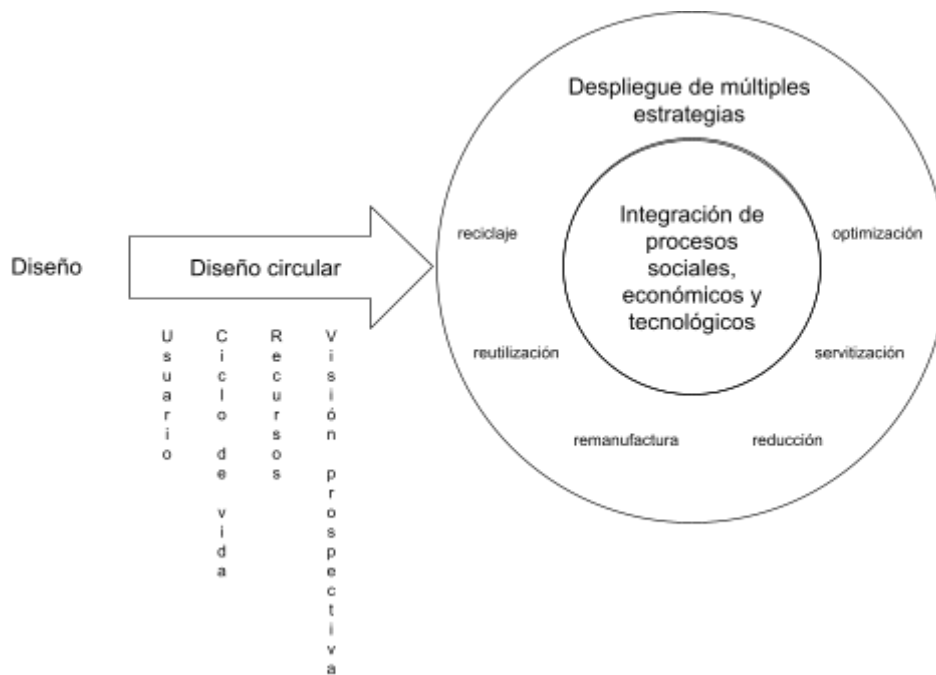 Diseño
Diseño circular
Usuario
Ciclo de vida
Recursos
Visión prospectiva
Despliegue de múltiples
estrategias
Integración de
procesos
sociales,
económicos y
tecnológicos
reciclaje
optimización
reutilización
servitización
remanufactura
reducción